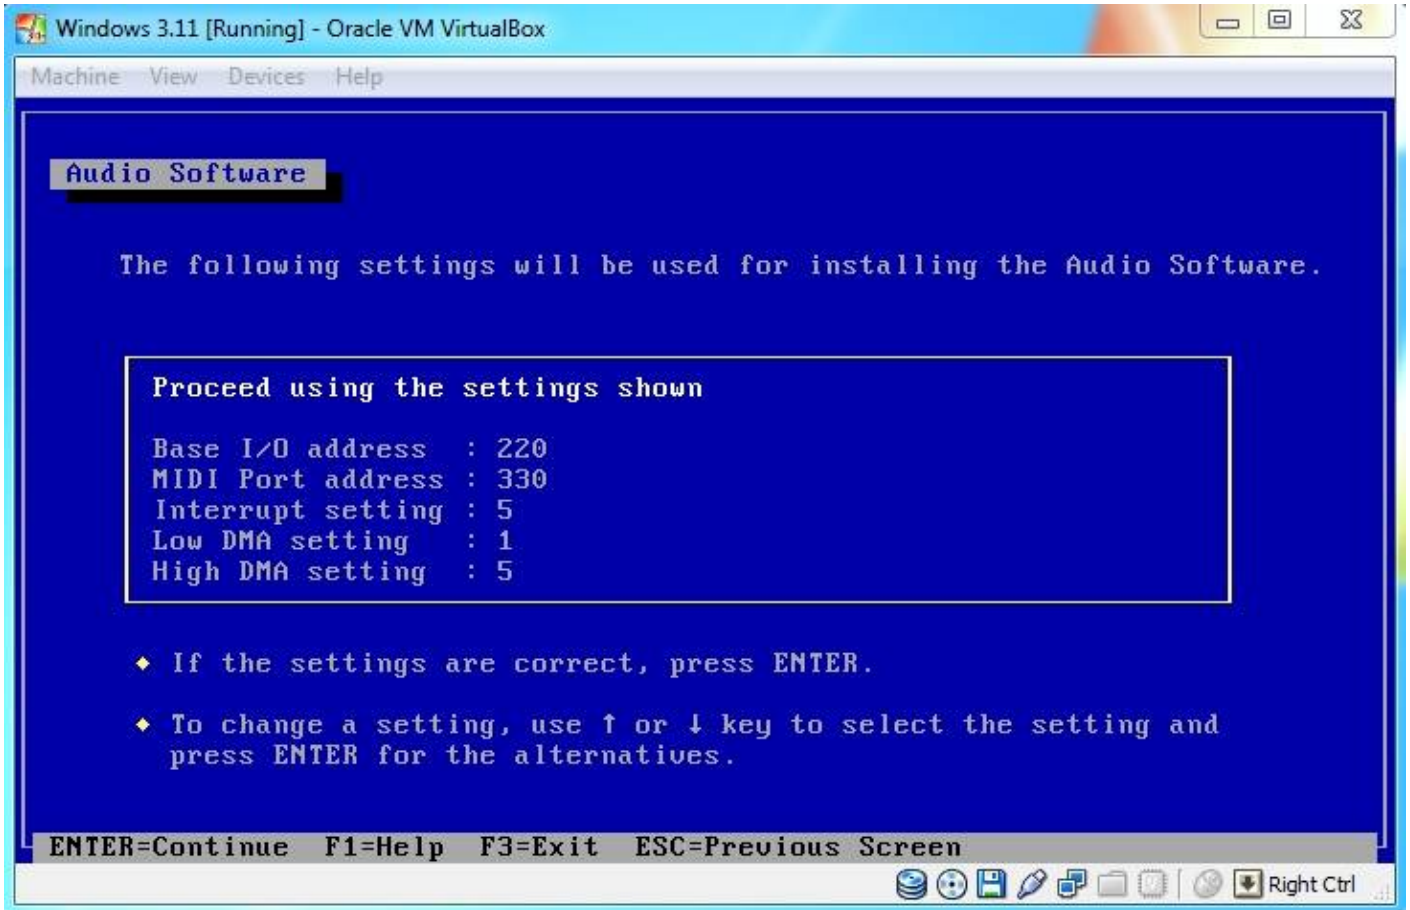 Windows 3.11 [Running] - Oracle VM VirtualBox
Machine View Devices Help
Audio Software
The following settings will be used for installing the Audio Software.
Proceed using the settings shown
Base I/O address : 220
MIDI Port address : 330
Interrupt setting : 5
Low DMA setting : 1
High DMA setting : 5
If the settings are correct, press ENTER.
To change a setting, use ↑ or ↓ key to select the setting and
press ENTER for the alternatives.
ENTER=Continue F1=Help F3=Exit ESC=Previous Screen
Right Ctrl